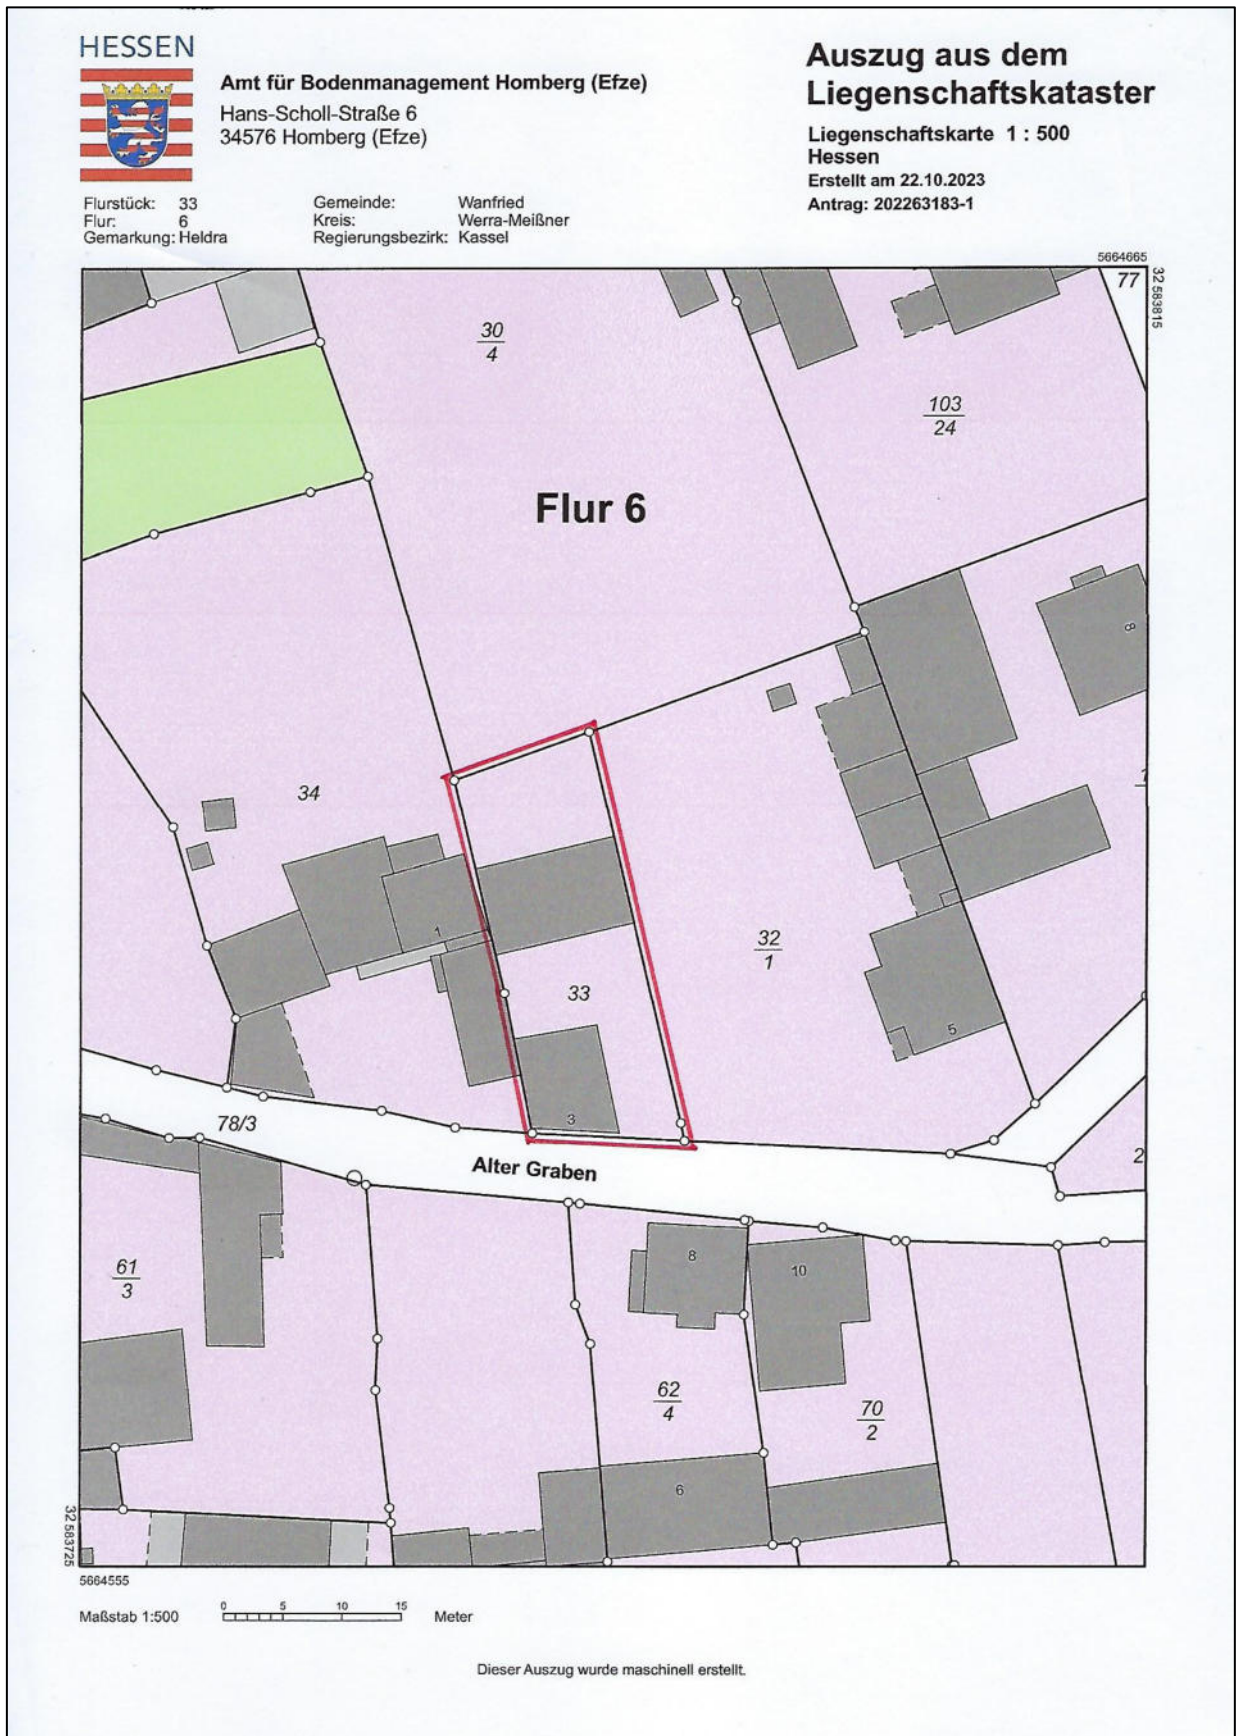 HESSEN
Amt für Bodenmanagement Homberg (Efze)
Hans-Scholl-Straße 6
34576 Homberg (Efze)
Auszug aus dem
Liegenschaftskataster
Liegenschaftskarte 1 : 500
Hessen
Erstellt am 22.10.2023
Antrag: 202263183-1
Flurstück: 33
Flur: 6
Gemarkung: Heldra
Gemeinde: Wanfried
Kreis: Werra-Meißner
Regierungsbezirk: Kassel
5664665
32 583815
77
30
4
103
24
Flur 6
8
34
1
1
32
1
33
5
3
78/3
Alter Graben
2
61
3
8
10
62
4
70
2
6
32 583725
5664555
Maßstab 1:500
0 5 10 15
Meter
Dieser Auszug wurde maschinell erstellt.